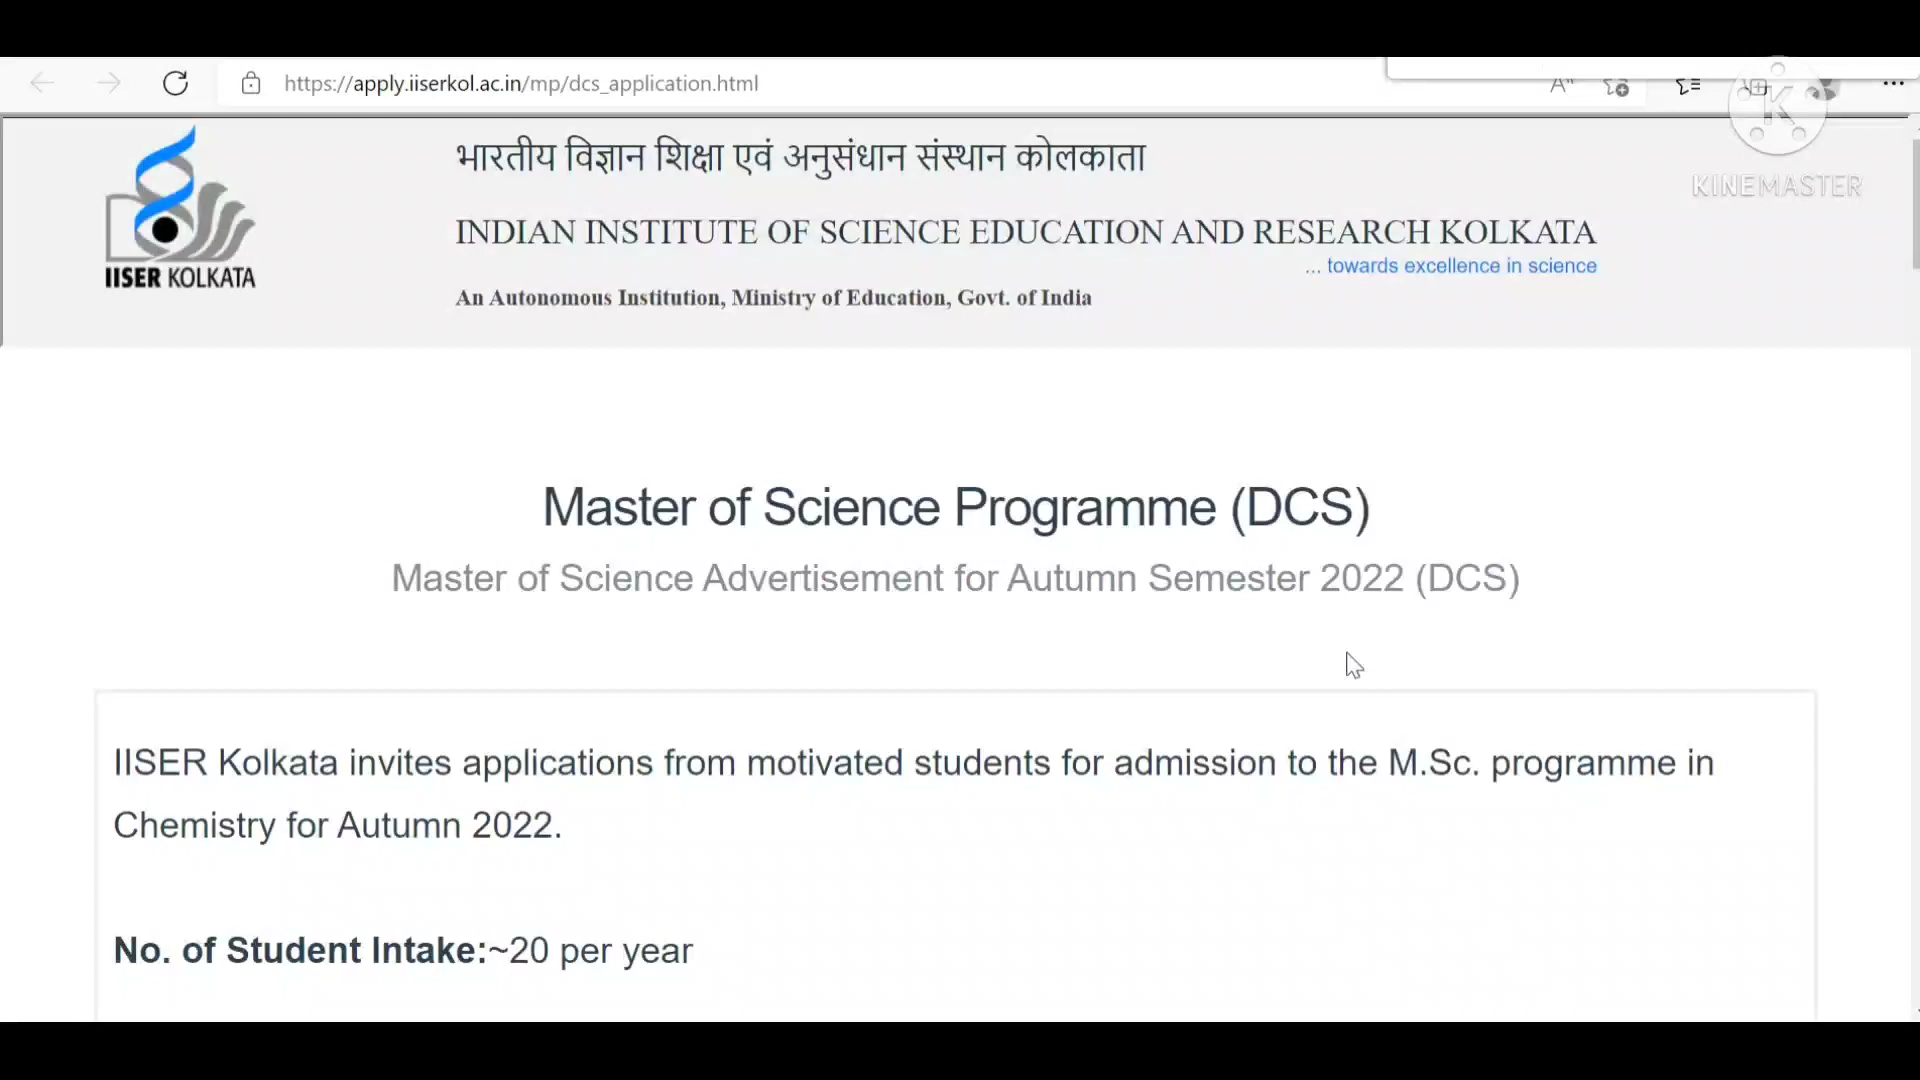 https://apply.iiserkol.ac.in/mp/dcs_application.html
KINEMASTER
भारतीय विज्ञान शिक्षा एवं अनुसंधान संस्थान कोलकाता
INDIAN INSTITUTE OF SCIENCE EDUCATION AND RESEARCH KOLKATA
... towards excellence in science
An Autonomous Institution, Ministry of Education, Govt. of India
IISER KOLKATA
Master of Science Programme (DCS)
Master of Science Advertisement for Autumn Semester 2022 (DCS)
IISER Kolkata invites applications from motivated students for admission to the M.Sc. programme in
Chemistry for Autumn 2022.
No. of Student Intake:~20 per year